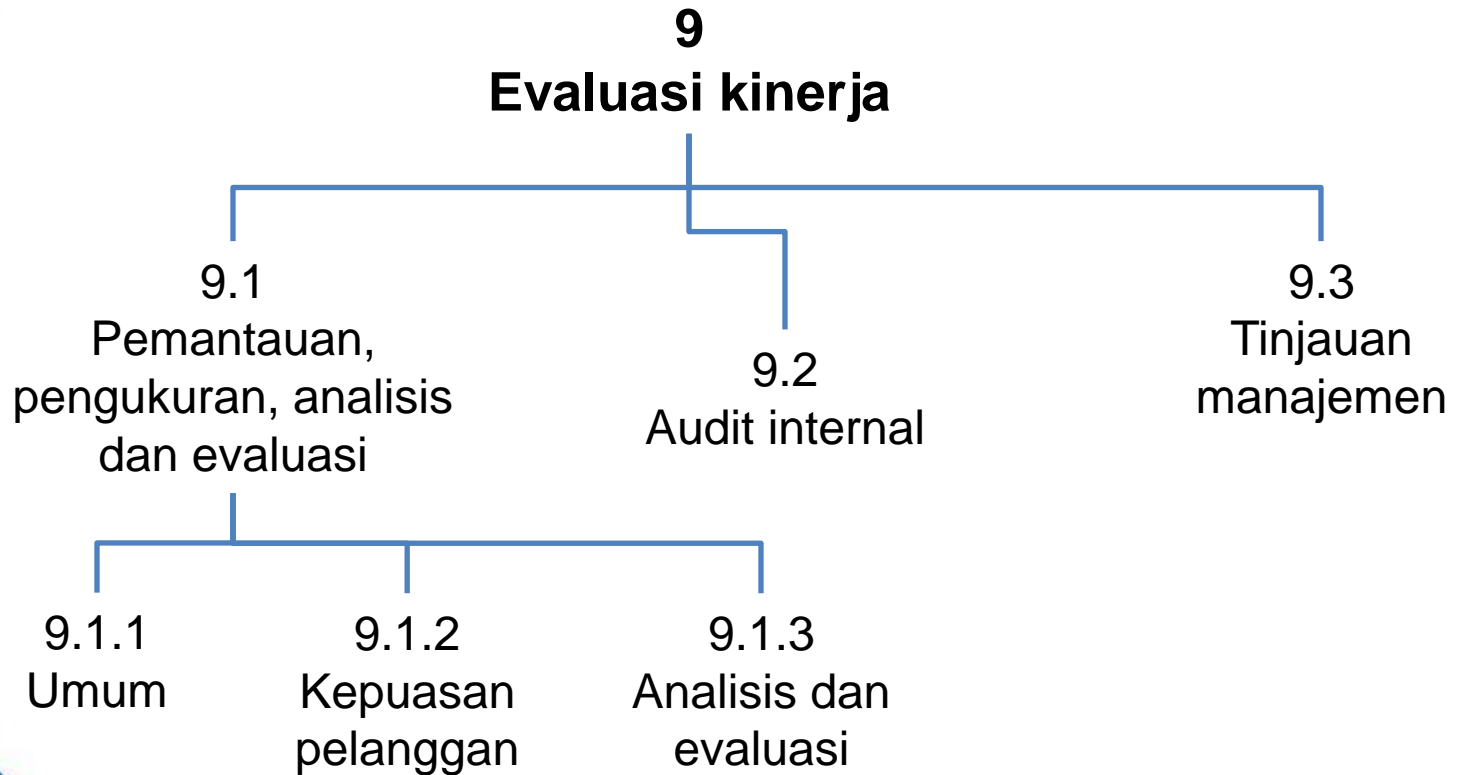 9
Evaluasi kinerja
9.1
Pemantauan,
pengukuran, analisis
dan evaluasi
9.2
Audit internal
9.3
Tinjauan
manajemen
9.1.1
Umum
9.1.2
Kepuasan
pelanggan
9.1.3
Analisis dan
evaluasi